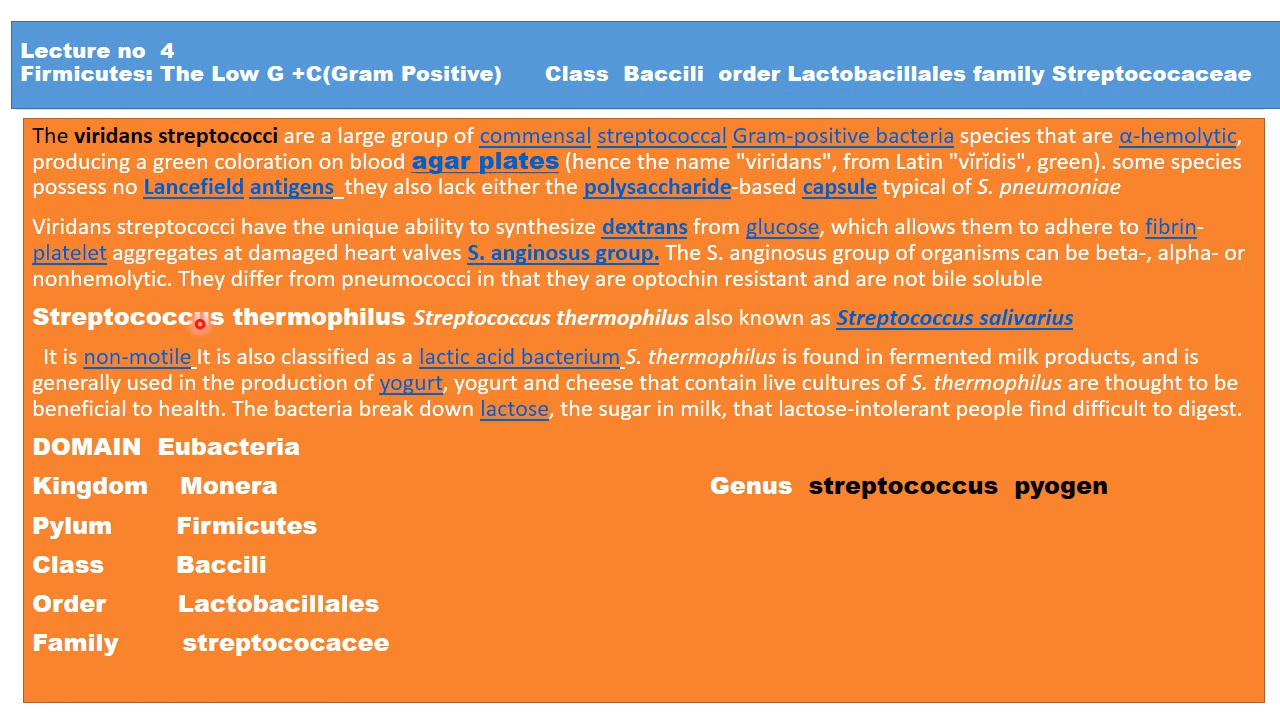 Lecture no 4
Firmicutes: The Low G +C(Gram Positive) Class Baccili order Lactobacillales family Streptococaceae
The viridans streptococci are a large group of commensal streptococcal Gram-positive bacteria species that are α-hemolytic,
producing a green coloration on blood agar plates (hence the name "viridans", from Latin "vĭrĭdis", green). some species
possess no Lancefield antigens they also lack either the polysaccharide-based capsule typical of S. pneumoniae
Viridans streptococci have the unique ability to synthesize dextrans from glucose, which allows them to adhere to fibrin-
platelet aggregates at damaged heart valves S. anginosus group. The S. anginosus group of organisms can be beta-, alpha- or
nonhemolytic. They differ from pneumococci in that they are optochin resistant and are not bile soluble
Streptococcus thermophilus Streptococcus thermophilus also known as Streptococcus salivarius
It is non-motile It is also classified as a lactic acid bacterium S. thermophilus is found in fermented milk products, and is
generally used in the production of yogurt, yogurt and cheese that contain live cultures of S. thermophilus are thought to be
beneficial to health. The bacteria break down lactose, the sugar in milk, that lactose-intolerant people find difficult to digest.
DOMAIN Eubacteria
Kingdom Monera Genus streptococcus pyogen
Pylum Firmicutes
Class Baccili
Order Lactobacillales
Family streptococacee